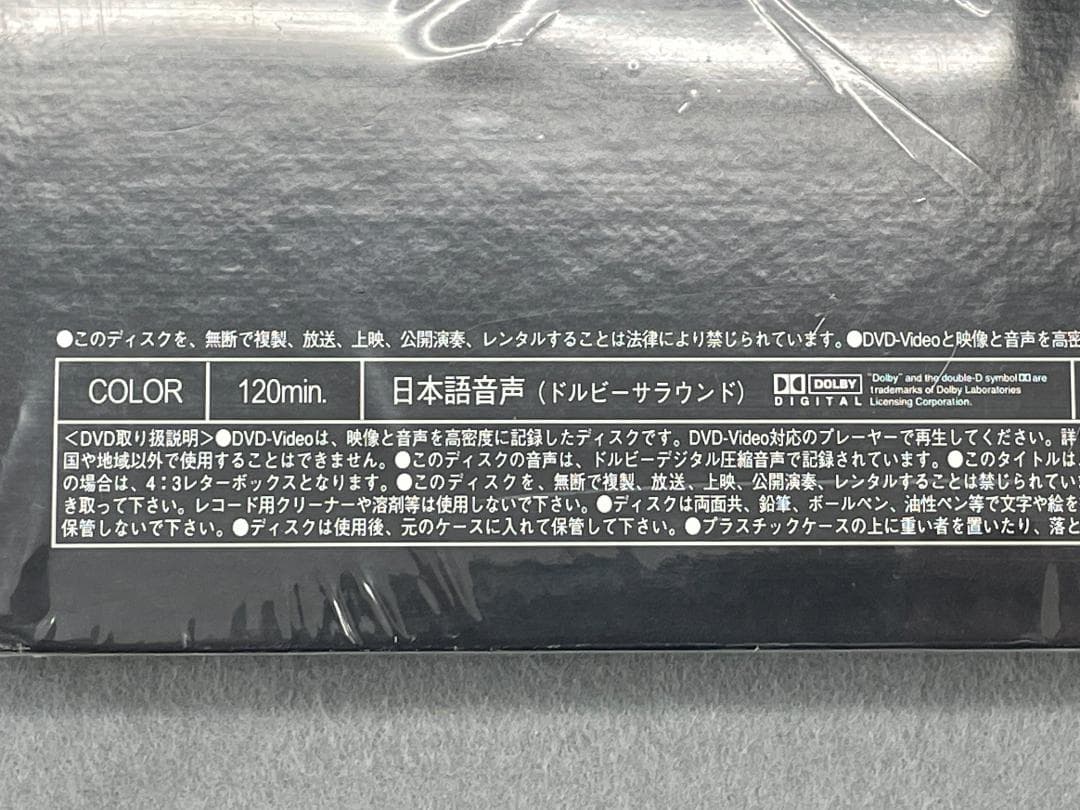 ●このディスクを、無断で複製、放送、上映、公開演奏、レンタルすることは法律により禁じられています。●DVD-Videoと映像と音声を高密
COLOR
120min.
日本語音声（ドルビーサラウンド）
DOLBY
DIGITAL
"Dolby" and the double-D symbol are
trademarks of Dolby Laboratories
Licensing Corporation.
＜DVD取り扱説明＞●DVD-Videoは、映像と音声を高密度に記録したディスクです。DVD-Video対応のプレーヤーで再生してください。詳
国や地域以外で使用することはできません。●このディスクの音声は、ドルビーデジタル圧縮音声で記録されています。●このタイトルは
の場合は、4：3レターボックスとなります。●このディスクを、無断で複製、放送、上映、公開演奏、レンタルすることは禁じられてい
き取って下さい。レコード用クリーナーや溶剤等は使用しないで下さい。●ディスクは両面共、鉛筆、ボールペン、油性ペン等で文字や絵を
保管しないで下さい。●ディスクは使用後、元のケースに入れて保管して下さい。●プラスチックケースの上に重い者を置いたり、落と